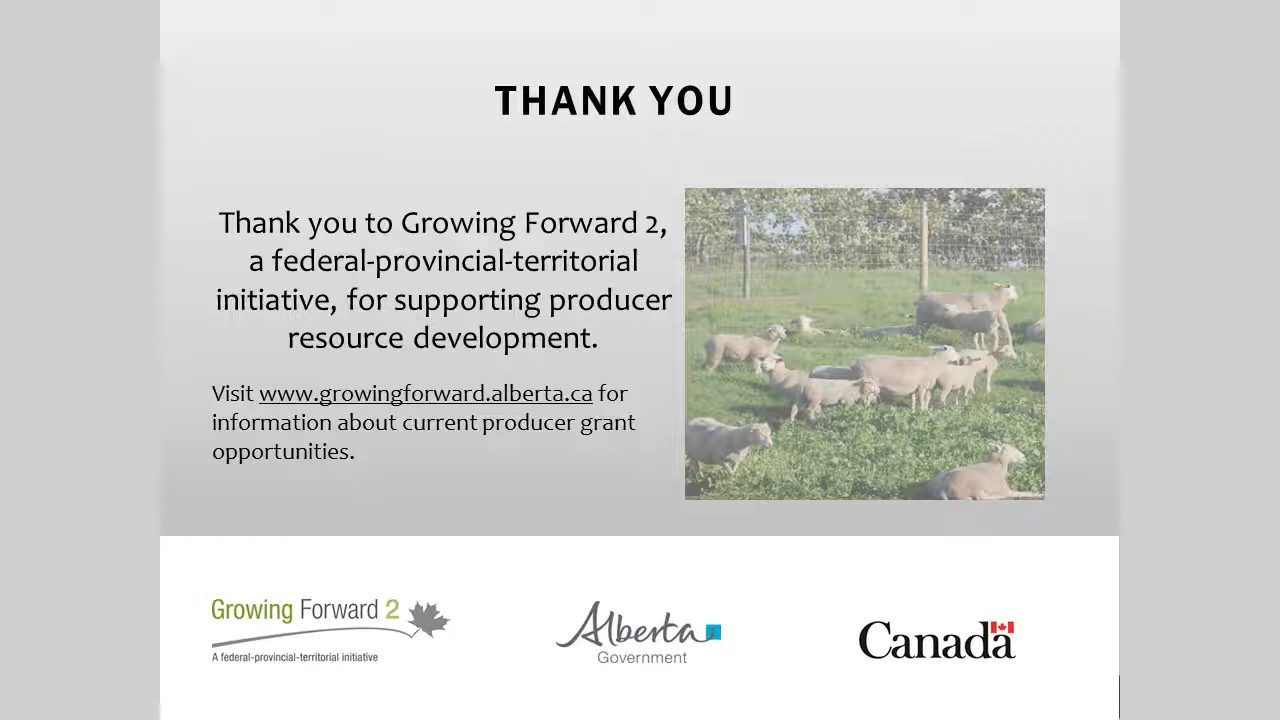 THANK YOU
Thank you to Growing Forward 2,
a federal-provincial-territorial
initiative, for supporting producer
resource development.
Visit www.growingforward.alberta.ca for
information about current producer grant
opportunities.
Growing Forward 2
A federal-provincial-territorial initiative
Alberta
Government
Canada